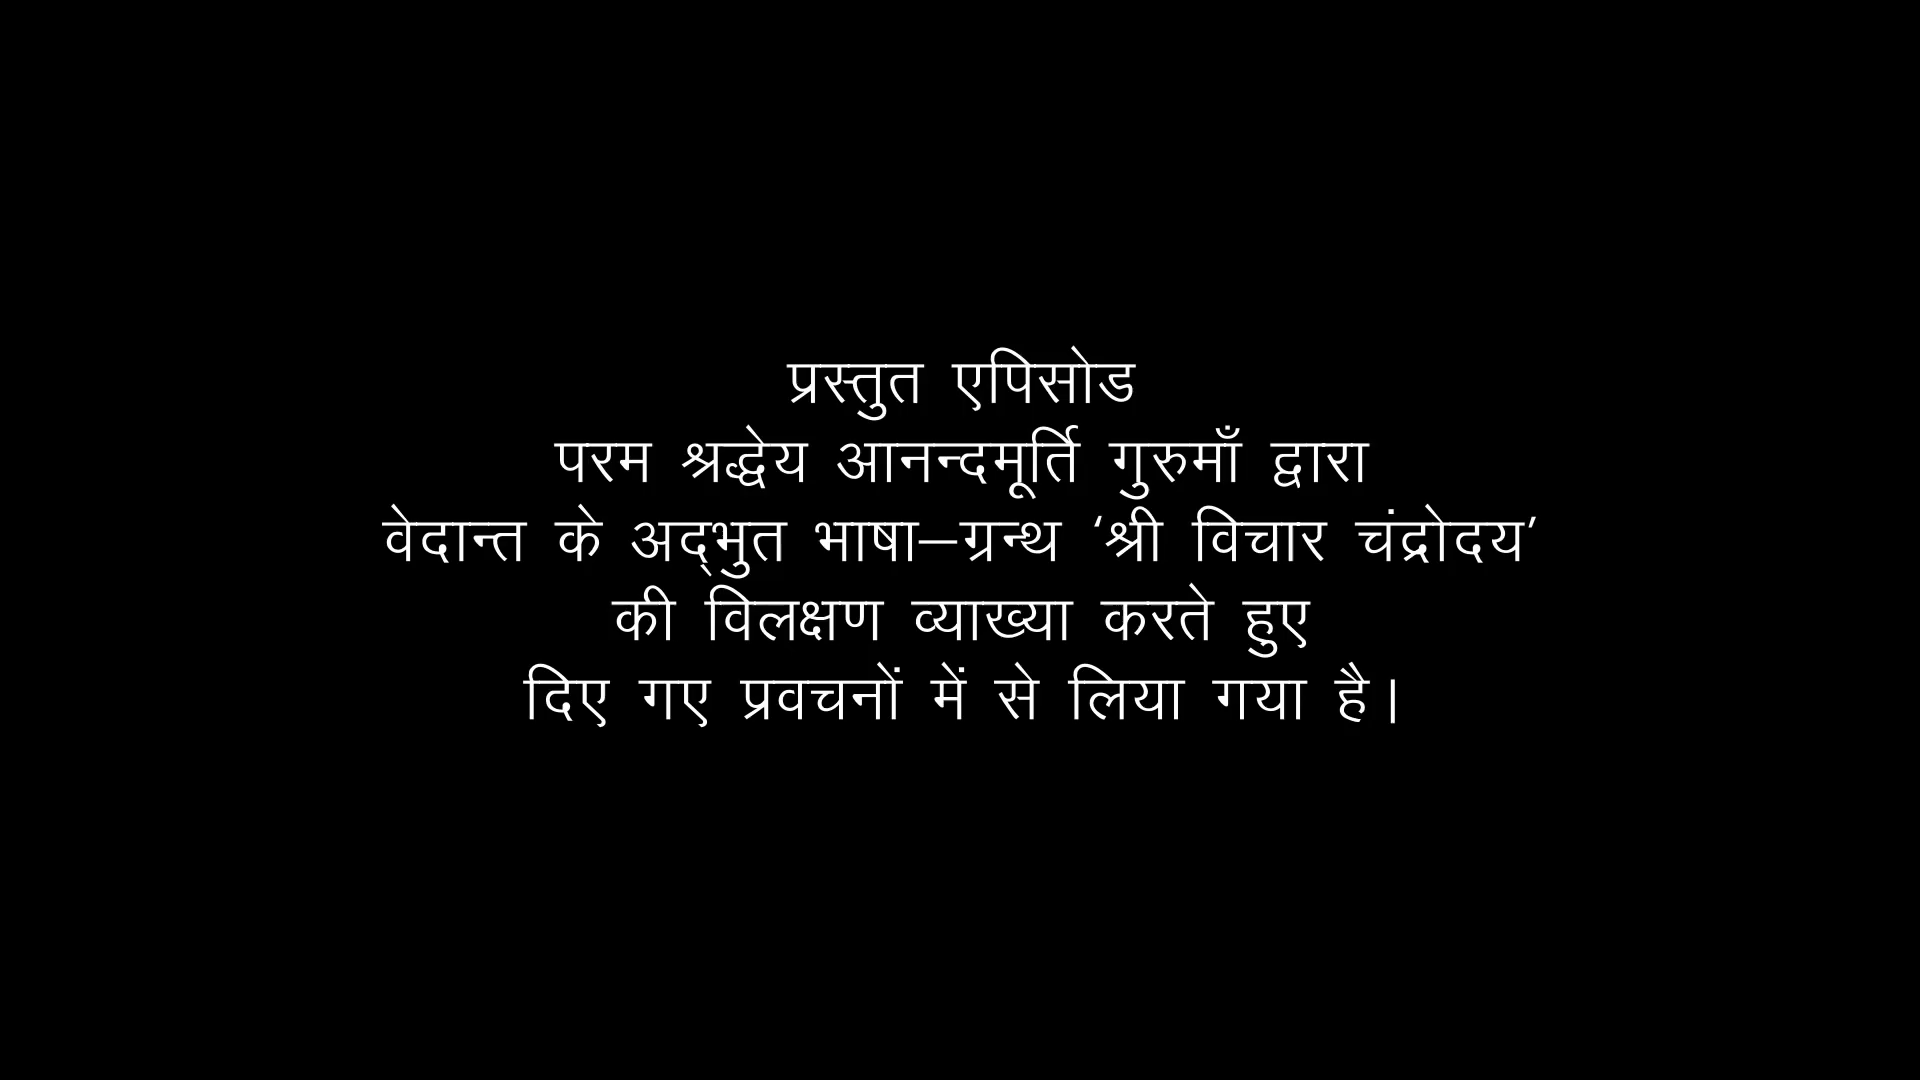 प्रस्तुत एपिसोड
परम श्रद्धेय आनन्दमूर्ति गुरुमाँ द्वारा
वेदान्त के अद्‌भुत भाषा–ग्रन्थ ‘श्री विचार चंद्रोदय’
की विलक्षण व्याख्या करते हुए
दिए गए प्रवचनों में से लिया गया है।